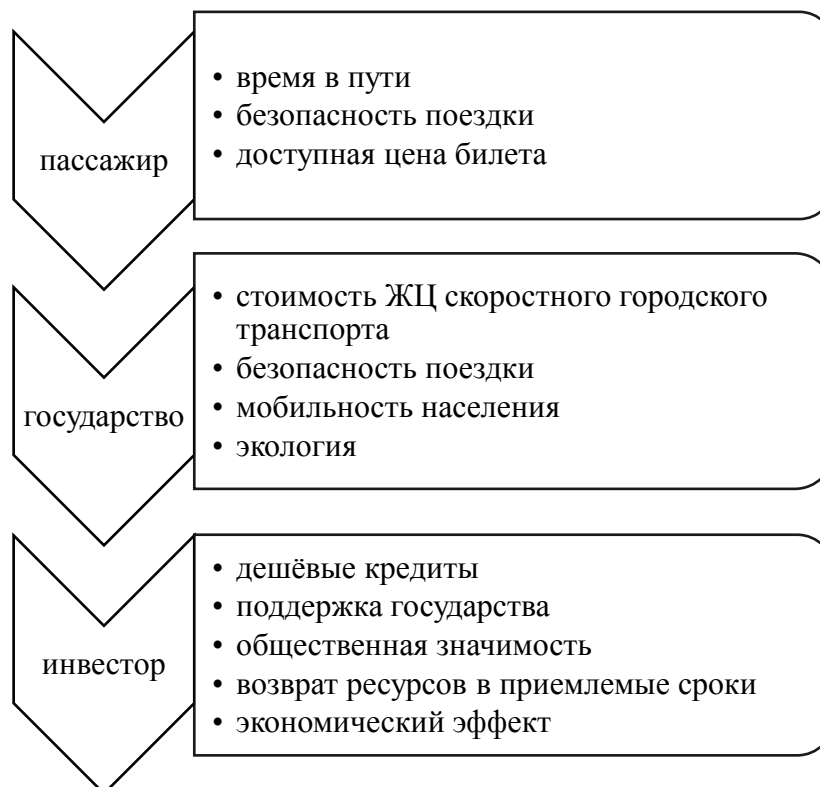 пассажир
• время в пути
• безопасность поездки
• доступная цена билета
государство
• стоимость ЖЦ скоростного городского
транспорта
• безопасность поездки
• мобильность населения
• экология
инвестор
• дешёвые кредиты
• поддержка государства
• общественная значимость
• возврат ресурсов в приемлемые сроки
• экономический эффект